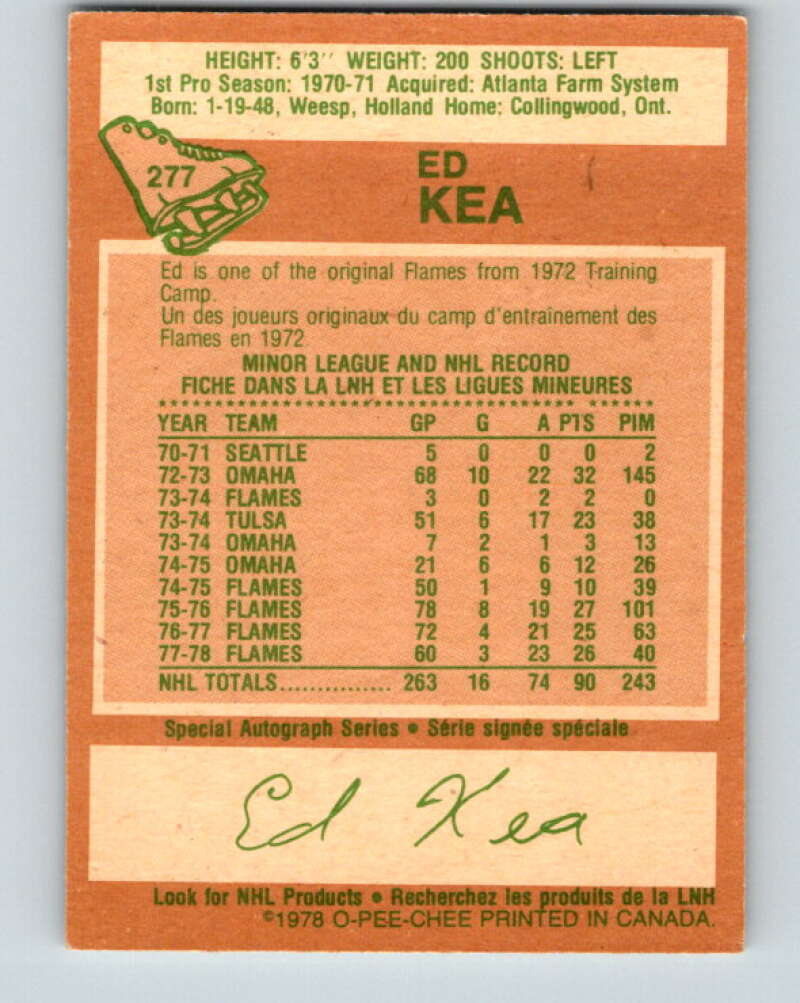 HEIGHT: 6'3'' WEIGHT: 200 SHOOTS: LEFT
1st Pro Season: 1970-71 Acquired: Atlanta Farm System
Born: 1-19-48, Weesp, Holland Home: Collingwood, Ont.
277
ED
KEA
Ed is one of the original Flames from 1972 Training
Camp.
Un des joueurs originaux du camp d'entraînement des
Flames en 1972
MINOR LEAGUE AND NHL RECORD
FICHE DANS LA LNH ET LES LIGUES MINEURES
YEAR TEAM GP G A PTS PIM
70-71 SEATTLE 5 0 0 0 2
72-73 OMAHA 68 10 22 32 145
73-74 FLAMES 3 0 2 2 0
73-74 TULSA 51 6 17 23 38
73-74 OMAHA 7 2 1 3 13
74-75 OMAHA 21 6 6 12 26
74-75 FLAMES 50 1 9 10 39
75-76 FLAMES 78 8 19 27 101
76-77 FLAMES 72 4 21 25 63
77-78 FLAMES 60 3 23 26 40
NHL TOTALS............... 263 16 74 90 243
Special Autograph Series • Série signée spéciale
Ed Kea
Look for NHL Products • Recherchez les produits de la LNH
©1978 O-PEE-CHEE PRINTED IN CANADA.